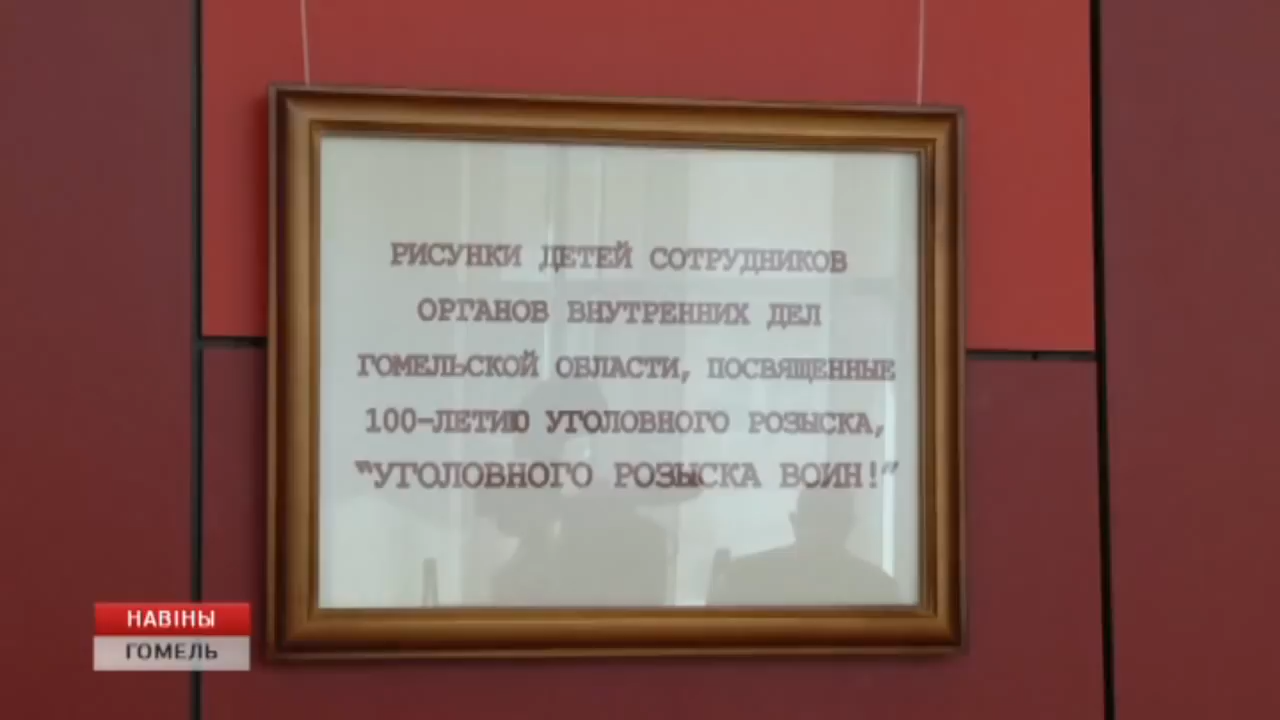 РИСУНКИ ДЕТЕЙ СОТРУДНИКОВ
ОРГАНОВ ВНУТРЕННИХ ДЕЛ
ГОМЕЛЬСКОЙ ОБЛАСТИ, ПОСВЯЩЕННЫЕ
100-ЛЕТИЮ УГОЛОВНОГО РОЗЫСКА,
"УГОЛОВНОГО РОЗЫСКА ВОИН!"
НАВІНЫ
ГОМЕЛЬ